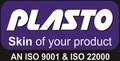 PLASTO
Skin of your product
AN ISO 9001 & ISO 22000